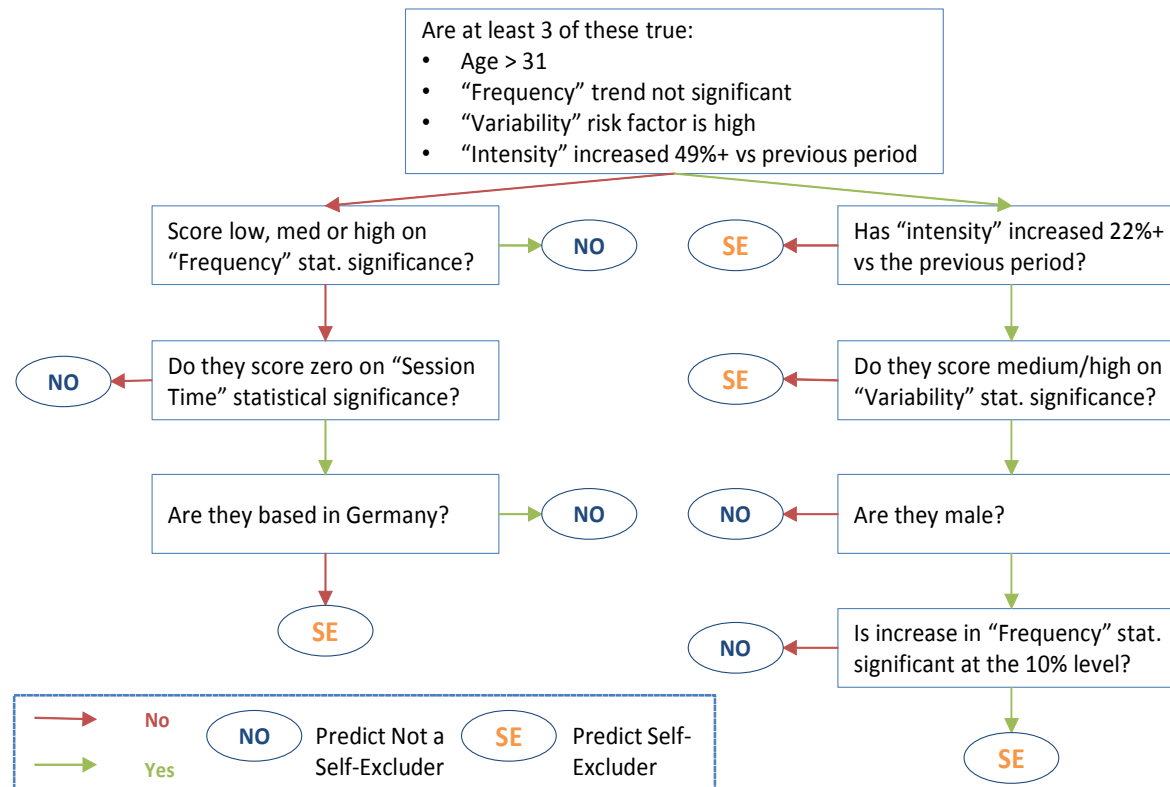 Are at least 3 of these true:
• Age > 31
• “Frequency” trend not significant
• “Variability” risk factor is high
• “Intensity” increased 49%+ vs previous period
Score low, med or high on
“Frequency” stat. significance?
NO
SE
Has “intensity” increased 22%+
vs the previous period?
NO
Do they score zero on “Session
Time” statistical significance?
SE
Do they score medium/high on
“Variability” stat. significance?
Are they based in Germany?
NO
NO
Are they male?
SE
NO
Is increase in “Frequency” stat.
significant at the 10% level?
No
Yes
NO
Predict Not a
Self-Excluder
SE
Predict Self-
Excluder
SE